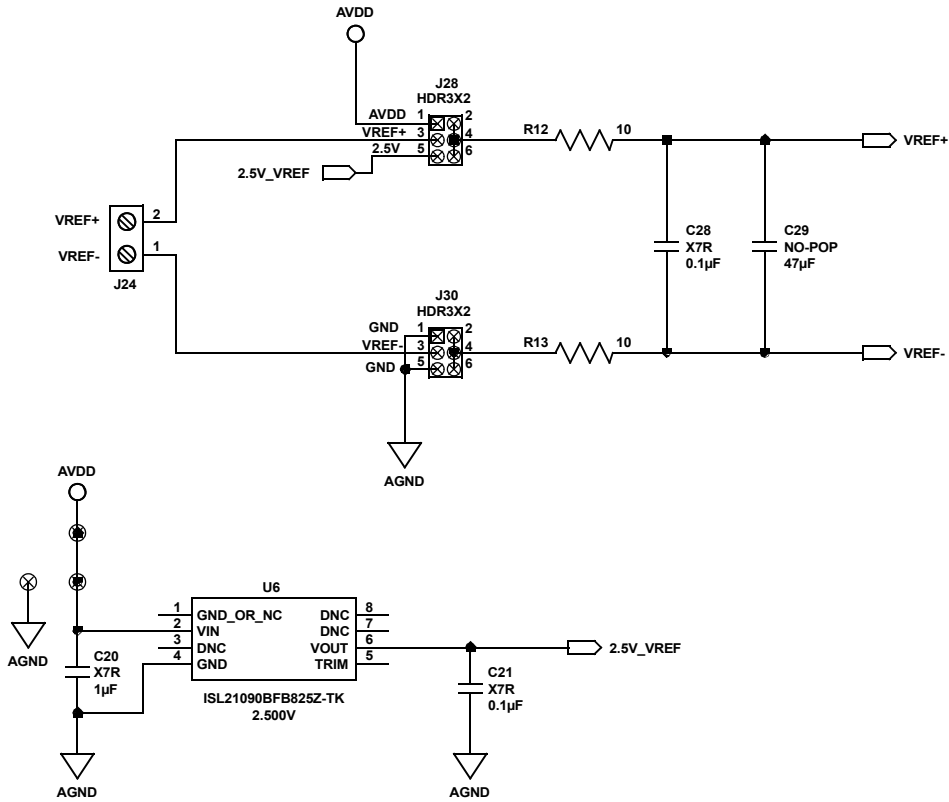 AVDD
J28
HDR3X2
AVDD 1 2
VREF+ 3 4
2.5V 5 6
2.5V_VREF
R12 10
VREF+
VREF+ 2
VREF- 1
J24
C28
X7R
0.1µF
C29
NO-POP
47µF
J30
HDR3X2
GND 1 2
VREF- 3 4
GND 5 6
R13 10
VREF-
AGND
AVDD
AGND
C20
X7R
1µF
AGND
U6
1 GND_OR_NC DNC 8
2 VIN DNC 7
3 DNC VOUT 6
4 GND TRIM 5
ISL21090BFB825Z-TK
2.500V
2.5V_VREF
C21
X7R
0.1µF
AGND